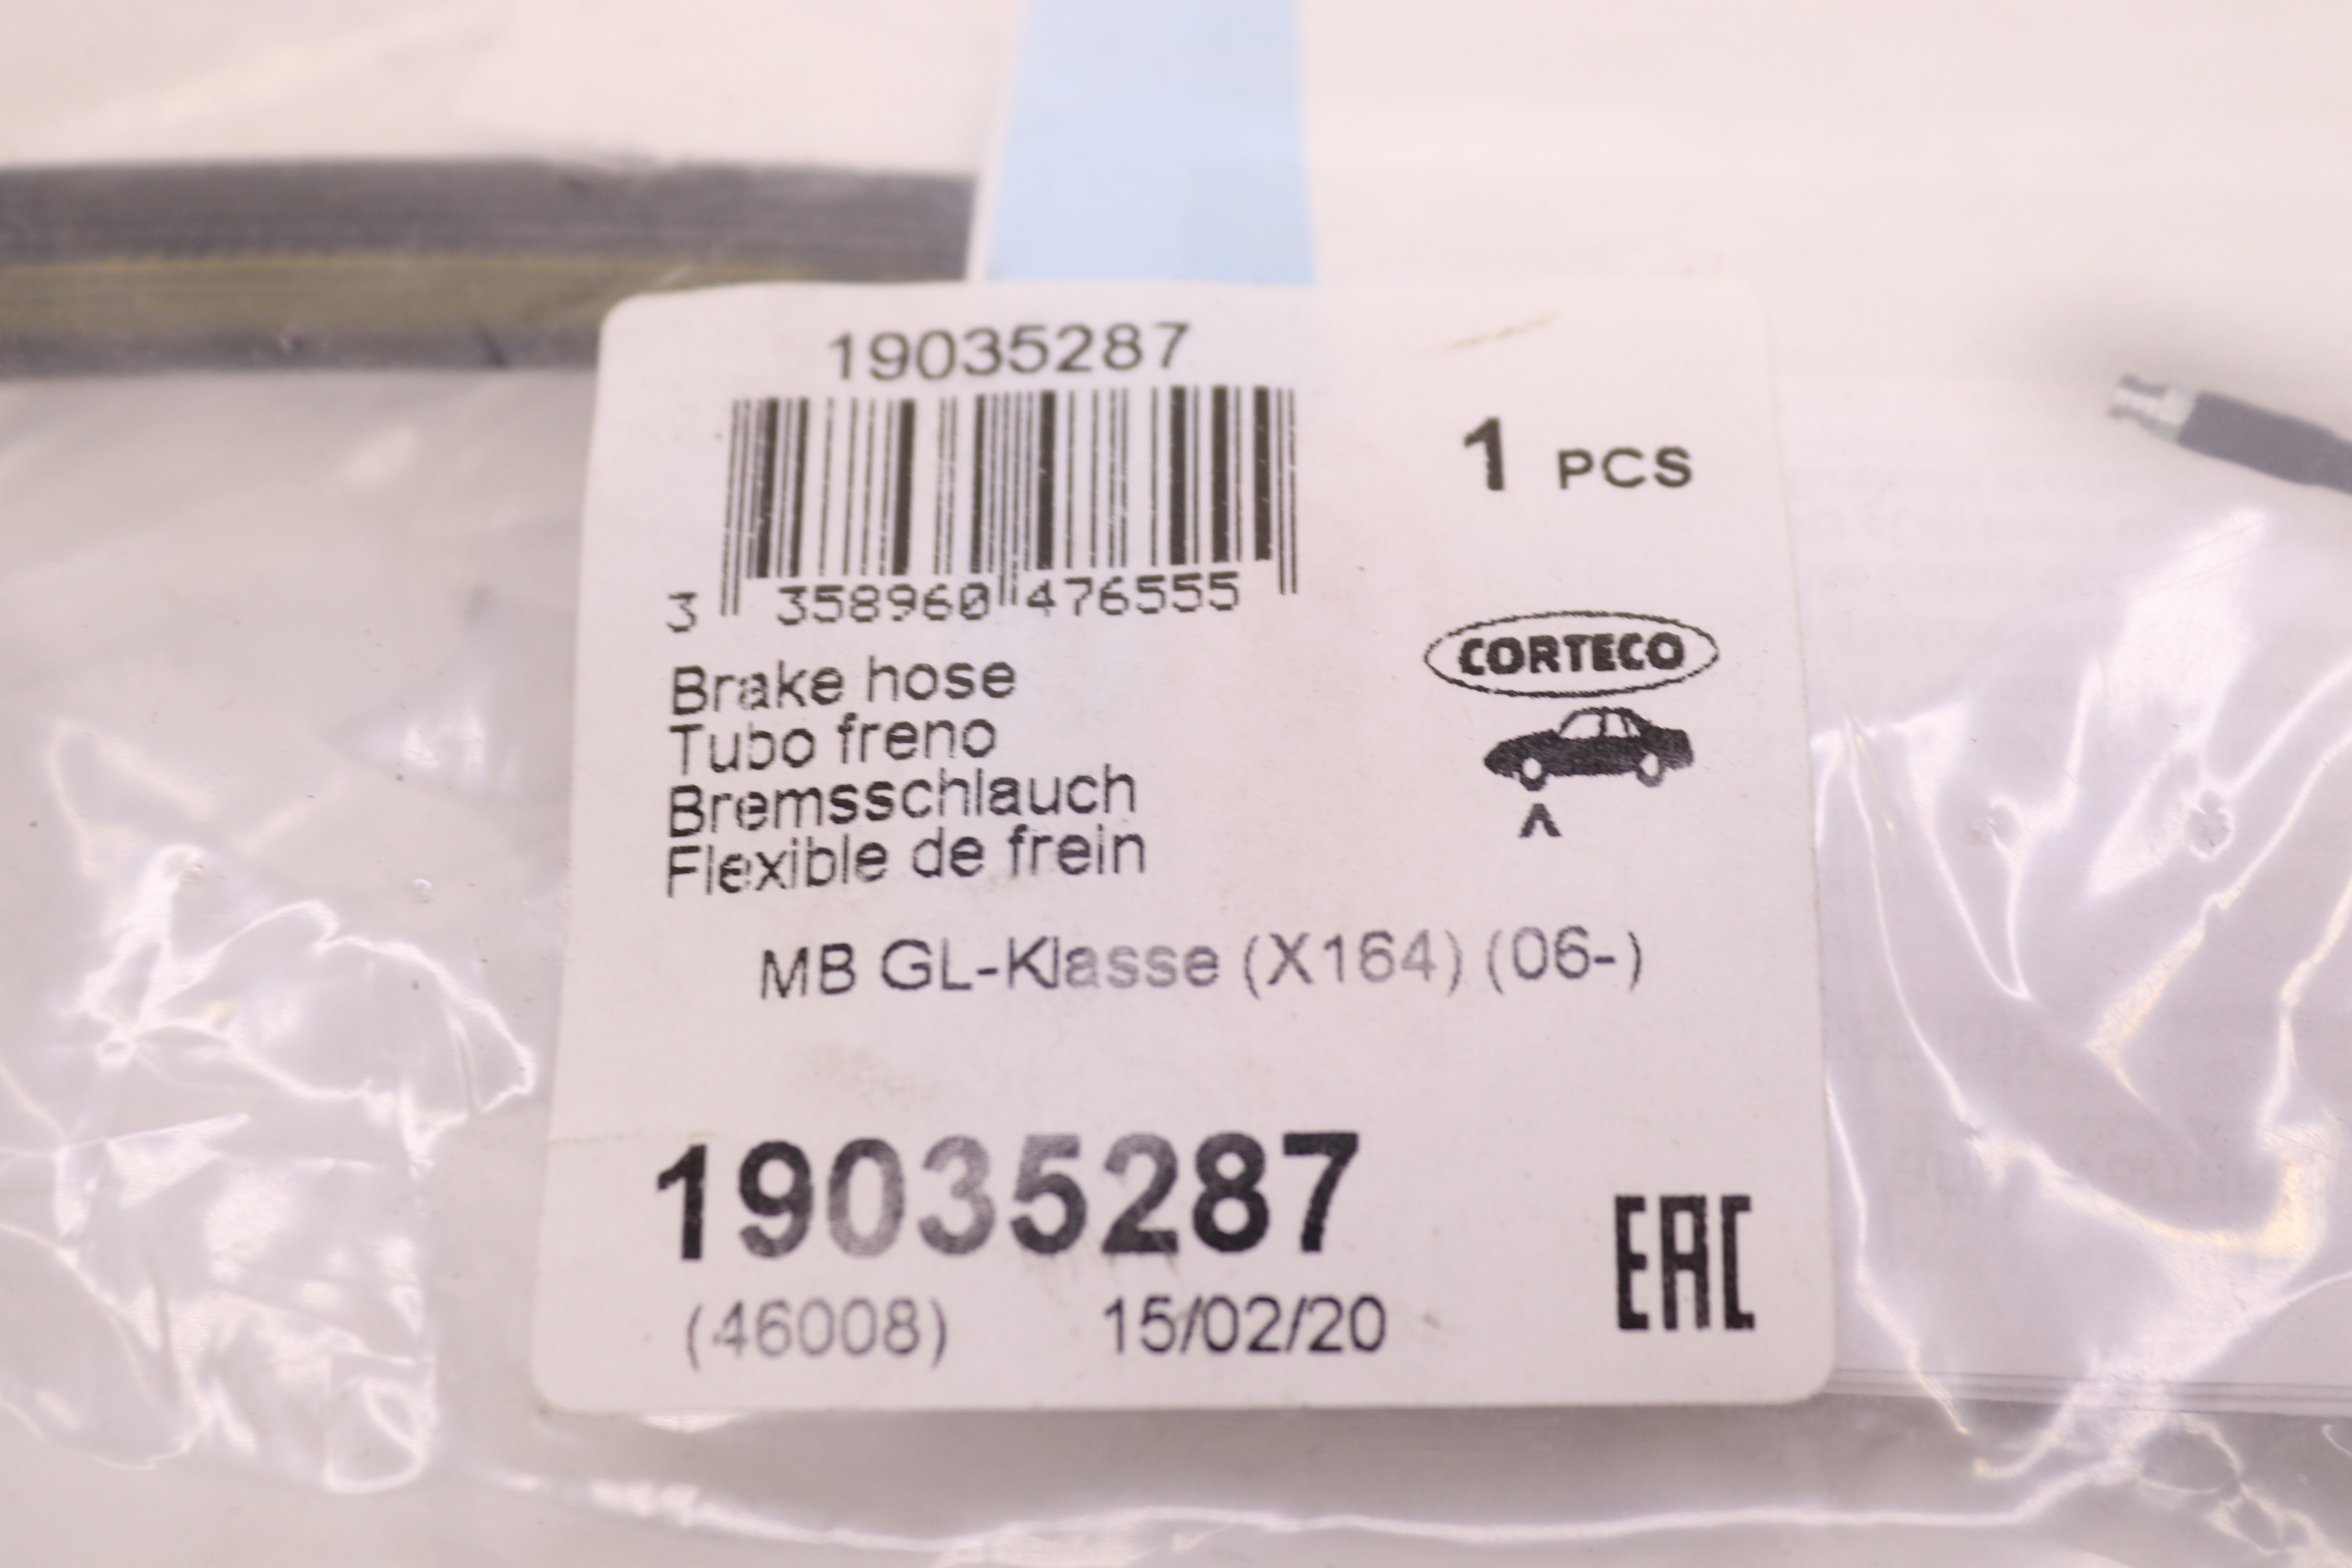 19035287
1 PCS
3 358960 476555
CORTECO
Brake hose
Tubo freno
Bremsschlauch
Flexible de frein
MB GL-Klasse (X164) (06-)
19035287
(46008) 15/02/20
EAC